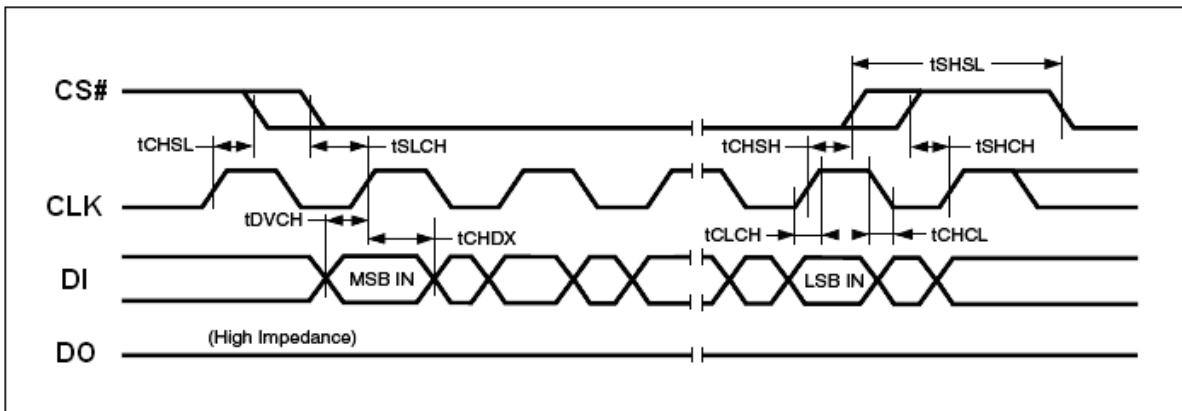 tSHSL
CS#
tCHSL
tSLCH
tCHSH
tSHCH
CLK
tDVCH
tCHDX
tCLCH
tCHCL
DI
MSB IN
LSB IN
(High Impedance)
DO